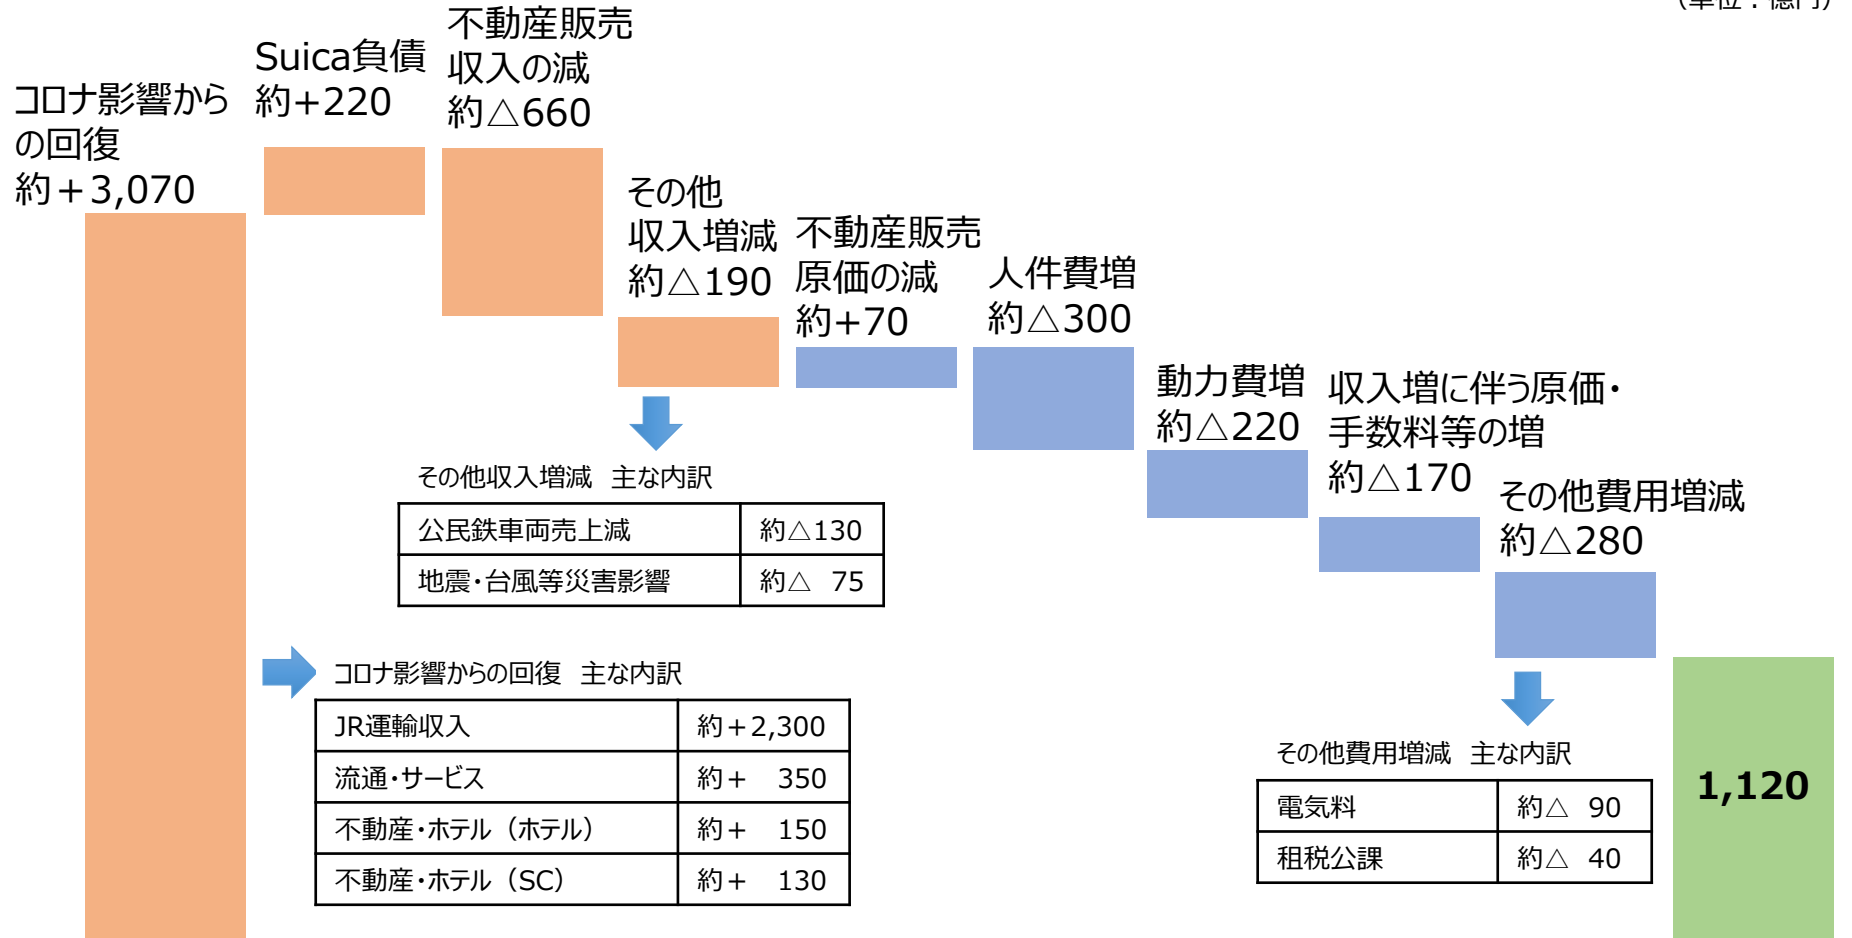 （単位：億円）
コロナ影響から
の回復
約＋3,070
Suica負債
約+220
不動産販売
収入の減
約△660
その他
収入増減
約△190
不動産販売
原価の減
約+70
人件費増
約△300
動力費増
約△220
収入増に伴う原価・
手数料等の増
約△170
その他費用増減
約△280
その他収入増減　主な内訳
公民鉄車両売上減 約△130
地震・台風等災害影響 約△ 75
コロナ影響からの回復　主な内訳
JR運輸収入 約＋2,300
流通・サービス 約＋ 350
不動産・ホテル（ホテル） 約＋ 150
不動産・ホテル（SC） 約＋ 130
その他費用増減　主な内訳
電気料 約△ 90
租税公課 約△ 40
1,120